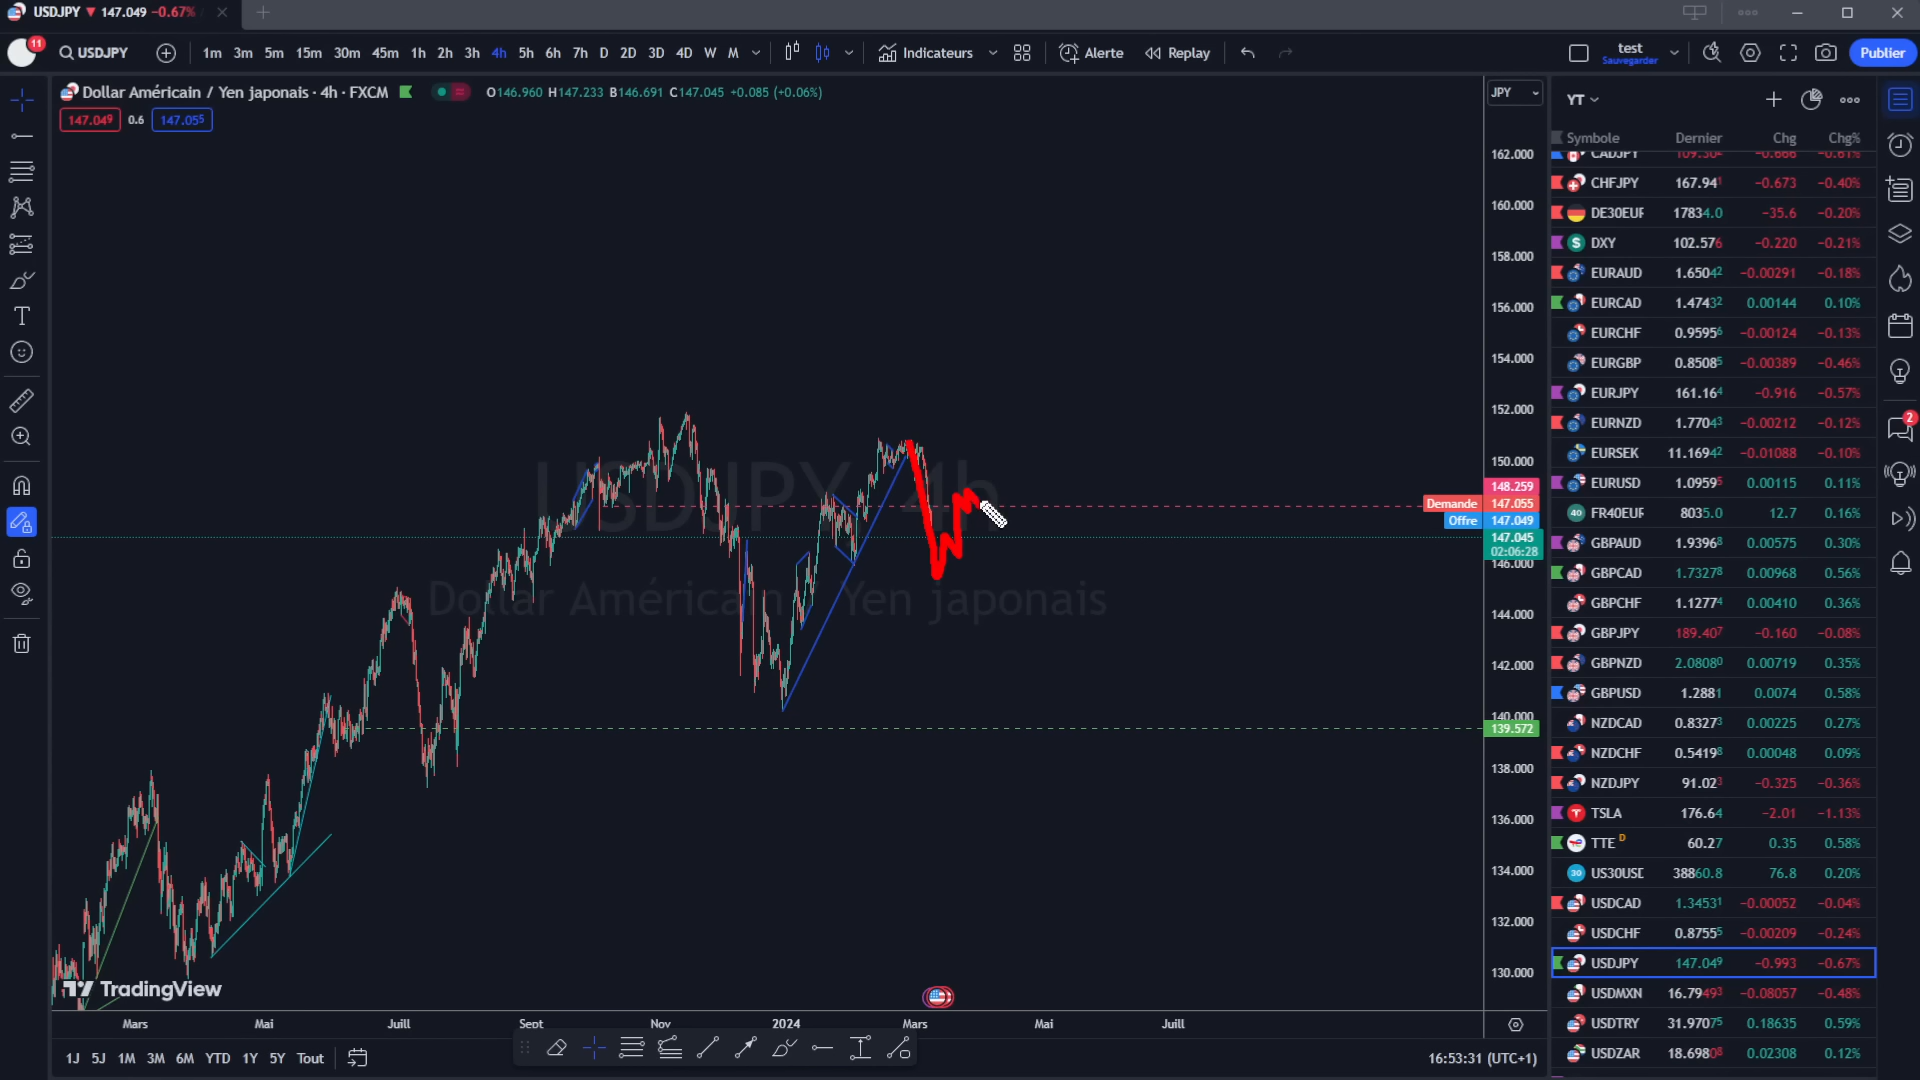 USDJPY ▼ 147.049 −0.67%
11
USDJPY
1m 3m 5m 15m 30m 45m 1h 2h 3h 4h 5h 6h 7h D 2D 3D 4D W M
Indicateurs
Alerte
Replay
test
Sauvegarder
Publier
Dollar Américain / Yen japonais · 4h · FXCM
O146.960 H147.233 B146.691 C147.045 +0.085 (+0.06%)
147.049 0.6 147.055
JPY
USDJPY, 4h
Dollar Américain / Yen japonais
162.000
160.000
158.000
156.000
154.000
152.000
150.000
148.259
Demande 147.055
Offre 147.049
147.045
02:06:28
146.000
144.000
142.000
140.000
139.572
138.000
136.000
134.000
132.000
130.000
TradingView
Mars Mai Juill Sept Nov 2024 Mars Mai Juill
1J 5J 1M 3M 6M YTD 1Y 5Y Tout
16:53:31 (UTC+1)
YT
Symbole Dernier Chg Chg%
CADJPY 109.302 −0.666 −0.61%
CHFJPY 167.941 −0.673 −0.40%
DE30EUR 17834.0 −35.6 −0.20%
DXY 102.576 −0.220 −0.21%
EURAUD 1.65042 −0.00291 −0.18%
EURCAD 1.47432 0.00144 0.10%
EURCHF 0.95956 −0.00124 −0.13%
EURGBP 0.85085 −0.00389 −0.46%
EURJPY 161.164 −0.916 −0.57%
EURNZD 1.77043 −0.00212 −0.12%
EURSEK 11.16942 −0.01088 −0.10%
EURUSD 1.09595 0.00115 0.11%
40 FR40EUR 8035.0 12.7 0.16%
GBPAUD 1.93968 0.00575 0.30%
GBPCAD 1.73278 0.00968 0.56%
GBPCHF 1.12774 0.00410 0.36%
GBPJPY 189.407 −0.160 −0.08%
GBPNZD 2.08080 0.00719 0.35%
GBPUSD 1.2881 0.0074 0.58%
NZDCAD 0.83273 0.00225 0.27%
NZDCHF 0.54198 0.00048 0.09%
NZDJPY 91.023 −0.325 −0.36%
TSLA 176.64 −2.01 −1.13%
TTE D 60.27 0.35 0.58%
30 US30USD 38860.8 76.8 0.20%
USDCAD 1.34531 −0.00052 −0.04%
USDCHF 0.87555 −0.00209 −0.24%
USDJPY 147.049 −0.993 −0.67%
USDMXN 16.79493 −0.08057 −0.48%
USDTRY 31.97075 0.18635 0.59%
USDZAR 18.69808 0.02308 0.12%
2